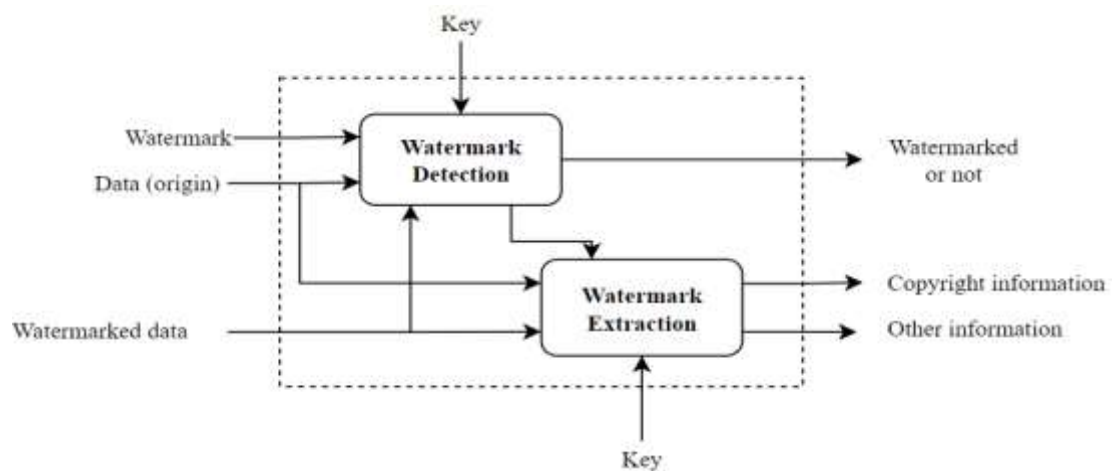 Key
Watermark
Data (origin)
Watermark
Detection
Watermarked
or not
Watermarked data
Watermark
Extraction
Copyright information
Other information
Key